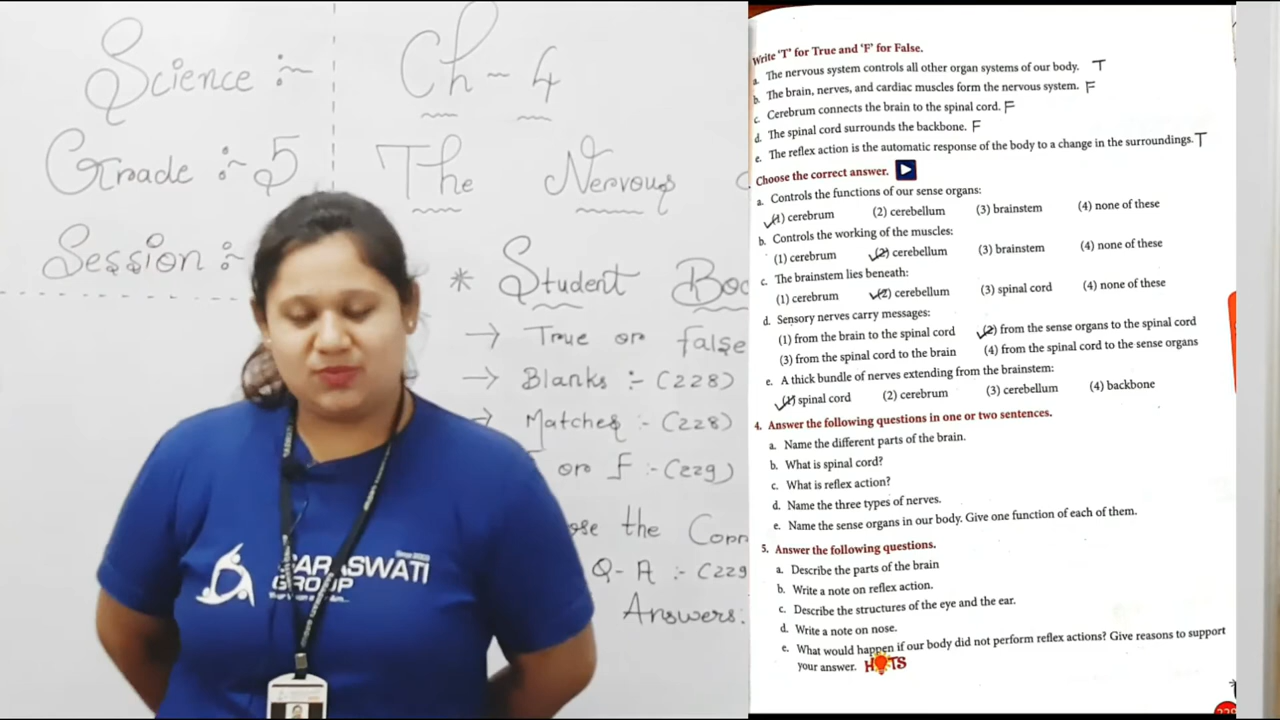 Science :~ Ch - 4
Grade :~ 5 The Nervous
Session :~
* Student Boo
→ True or false
→ Blanks :- (228)
→ Matches :- (228)
or F :- (229)
ose the Corr
Q - A :- (229
Answers.
SARASWATI
GROUP
Write 'T' for True and 'F' for False.
a. The nervous system controls all other organ systems of our body. T
b. The brain, nerves, and cardiac muscles form the nervous system. F
c. Cerebrum connects the brain to the spinal cord. F
d. The spinal cord surrounds the backbone. F
e. The reflex action is the automatic response of the body to a change in the surroundings. T
Choose the correct answer.
a. Controls the functions of our sense organs:
(1) cerebrum (2) cerebellum (3) brainstem (4) none of these
b. Controls the working of the muscles:
(1) cerebrum (2) cerebellum (3) brainstem (4) none of these
c. The brainstem lies beneath:
(1) cerebrum (2) cerebellum (3) spinal cord (4) none of these
d. Sensory nerves carry messages:
(1) from the brain to the spinal cord (2) from the sense organs to the spinal cord
(3) from the spinal cord to the brain (4) from the spinal cord to the sense organs
e. A thick bundle of nerves extending from the brainstem:
(1) spinal cord (2) cerebrum (3) cerebellum (4) backbone
4. Answer the following questions in one or two sentences.
a. Name the different parts of the brain.
b. What is spinal cord?
c. What is reflex action?
d. Name the three types of nerves.
e. Name the sense organs in our body. Give one function of each of them.
5. Answer the following questions.
a. Describe the parts of the brain
b. Write a note on reflex action.
c. Describe the structures of the eye and the ear.
d. Write a note on nose.
e. What would happen if our body did not perform reflex actions? Give reasons to support
your answer. HOTS